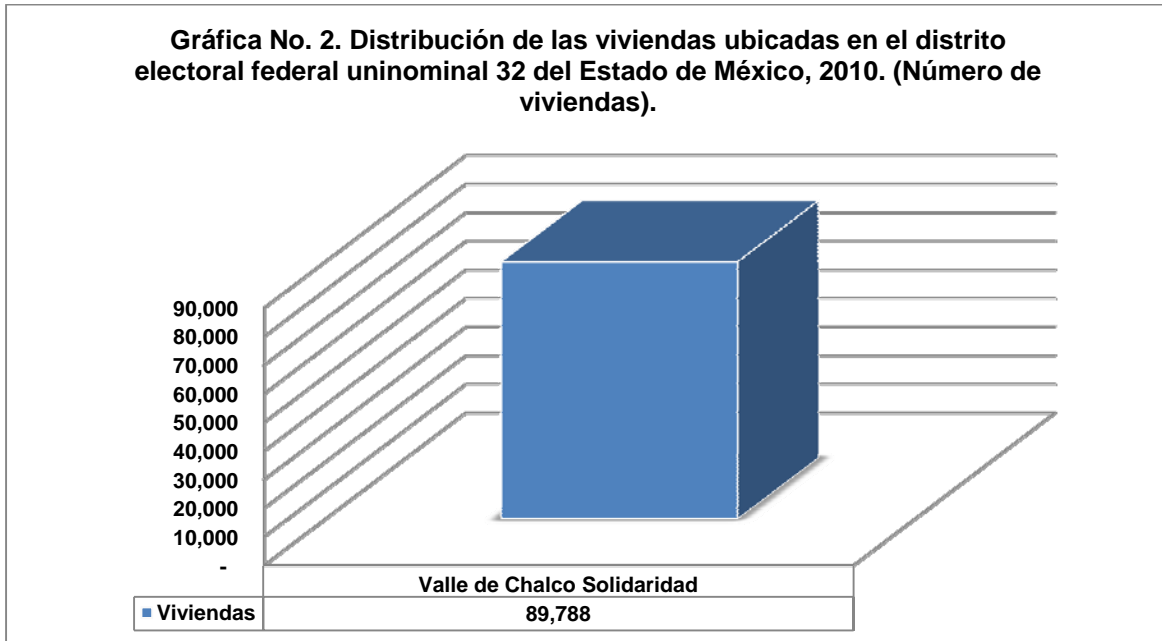 Gráfica No. 2. Distribución de las viviendas ubicadas en el distrito
electoral federal uninominal 32 del Estado de México, 2010. (Número de
viviendas).
90,000
80,000
70,000
60,000
50,000
40,000
30,000
20,000
10,000
-
Valle de Chalco Solidaridad
Viviendas 89,788